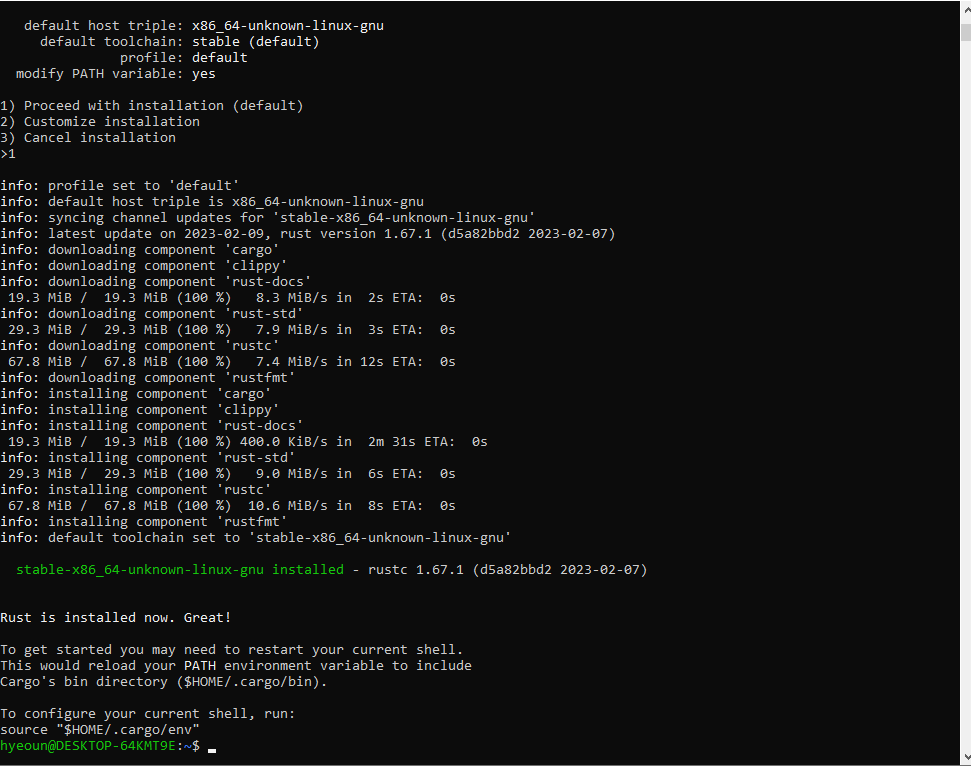 default host triple: x86_64-unknown-linux-gnu
default toolchain: stable (default)
profile: default
modify PATH variable: yes
1) Proceed with installation (default)
2) Customize installation
3) Cancel installation
>1
info: profile set to 'default'
info: default host triple is x86_64-unknown-linux-gnu
info: syncing channel updates for 'stable-x86_64-unknown-linux-gnu'
info: latest update on 2023-02-09, rust version 1.67.1 (d5a82bbd2 2023-02-07)
info: downloading component 'cargo'
info: downloading component 'clippy'
info: downloading component 'rust-docs'
19.3 MiB /  19.3 MiB (100 %)   8.3 MiB/s in  2s ETA:  0s
info: downloading component 'rust-std'
29.3 MiB /  29.3 MiB (100 %)   7.9 MiB/s in  3s ETA:  0s
info: downloading component 'rustc'
67.8 MiB /  67.8 MiB (100 %)   7.4 MiB/s in 12s ETA:  0s
info: downloading component 'rustfmt'
info: installing component 'cargo'
info: installing component 'clippy'
info: installing component 'rust-docs'
19.3 MiB /  19.3 MiB (100 %) 400.0 KiB/s in  2m 31s ETA:  0s
info: installing component 'rust-std'
29.3 MiB /  29.3 MiB (100 %)   9.0 MiB/s in  6s ETA:  0s
info: installing component 'rustc'
67.8 MiB /  67.8 MiB (100 %)  10.6 MiB/s in  8s ETA:  0s
info: installing component 'rustfmt'
info: default toolchain set to 'stable-x86_64-unknown-linux-gnu'
stable-x86_64-unknown-linux-gnu installed - rustc 1.67.1 (d5a82bbd2 2023-02-07)
Rust is installed now. Great!
To get started you may need to restart your current shell.
This would reload your PATH environment variable to include
Cargo's bin directory ($HOME/.cargo/bin).
To configure your current shell, run:
source "$HOME/.cargo/env"
hyeoun@DESKTOP-64KMT9E:~$